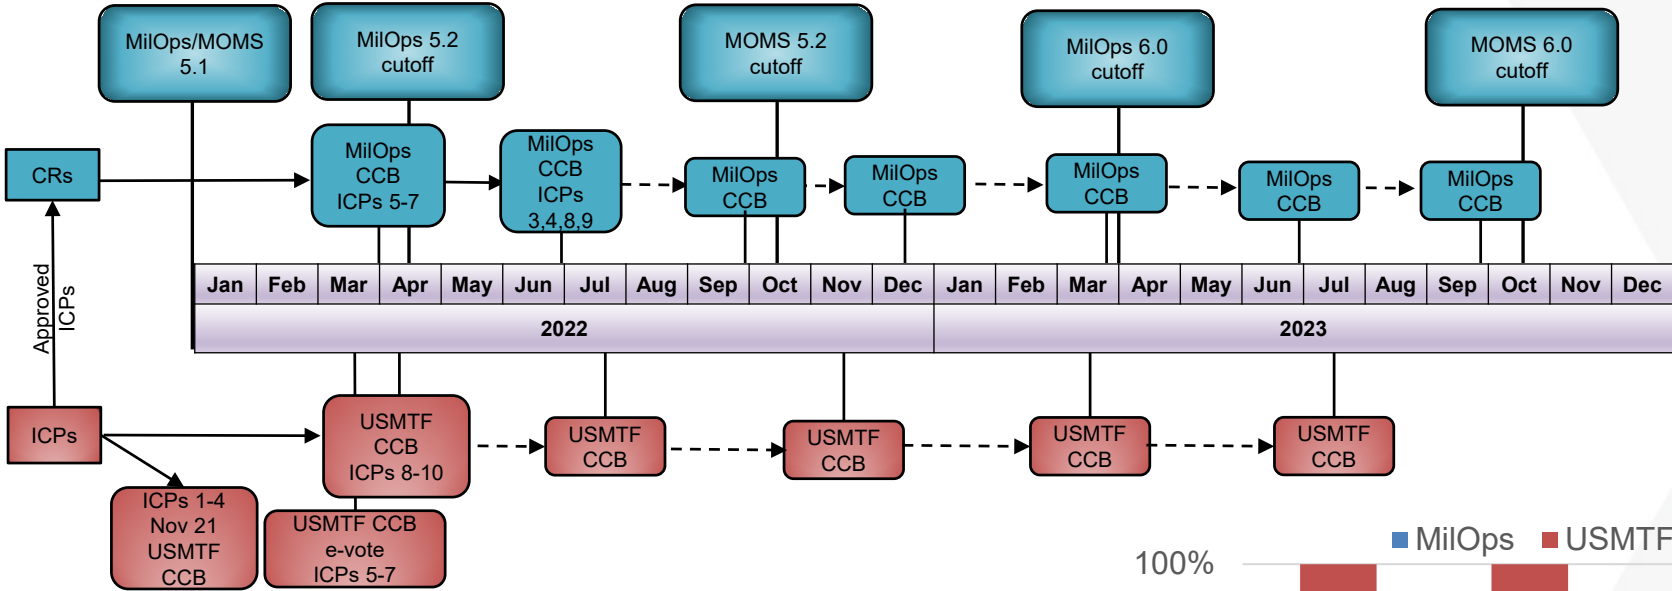 MilOps/MOMS
5.1
MilOps 5.2
cutoff
MOMS 5.2
cutoff
MilOps 6.0
cutoff
MOMS 6.0
cutoff
CRs
MilOps
CCB
ICPs 5-7
MilOps
CCB
ICPs
3,4,8,9
MilOps
CCB
MilOps
CCB
MilOps
CCB
MilOps
CCB
MilOps
CCB
Approved
ICPs
Jan Feb Mar Apr May Jun Jul Aug Sep Oct Nov Dec Jan Feb Mar Apr May Jun Jul Aug Sep Oct Nov Dec
2022 2023
ICPs
USMTF
CCB
ICPs 8-10
USMTF
CCB
USMTF
CCB
USMTF
CCB
USMTF
CCB
ICPs 1-4
Nov 21
USMTF
CCB
USMTF CCB
e-vote
ICPs 5-7
MilOps USMTF
100%